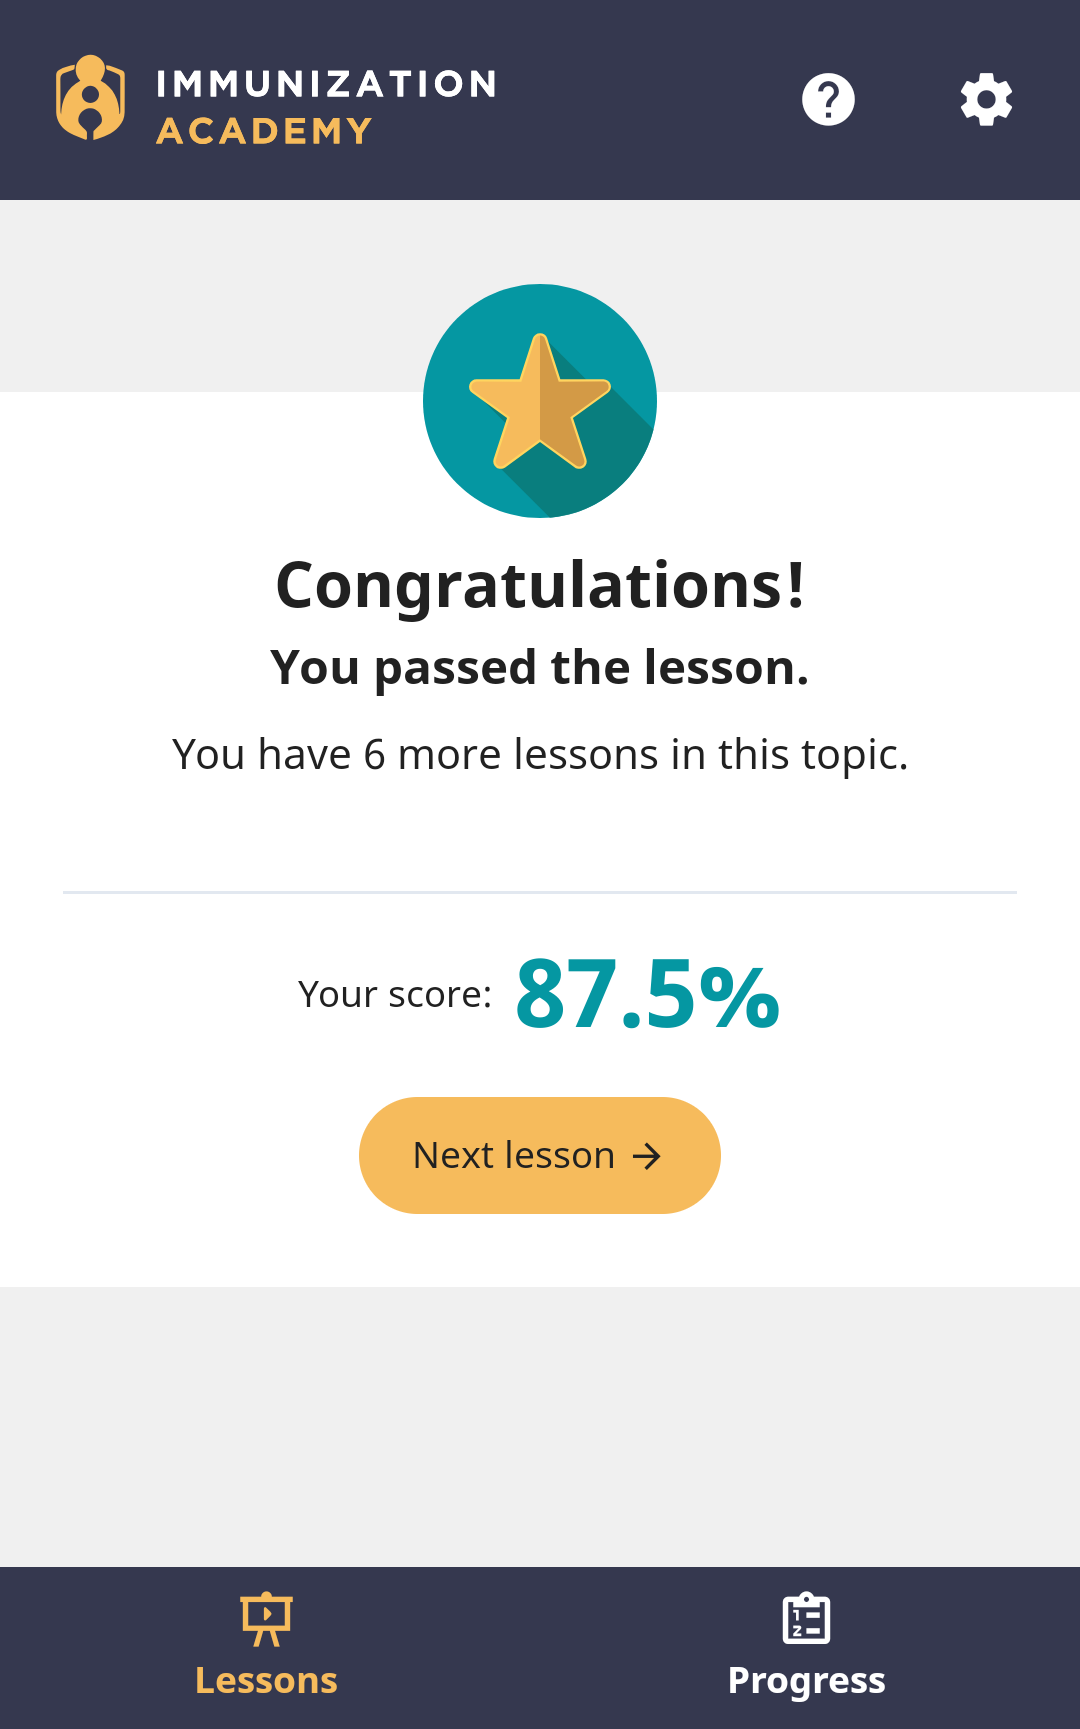 IMMUNIZATION
ACADEMY
Congratulations!
You passed the lesson.
You have 6 more lessons in this topic.
Your score: 87.5%
Next lesson →
Lessons
Progress